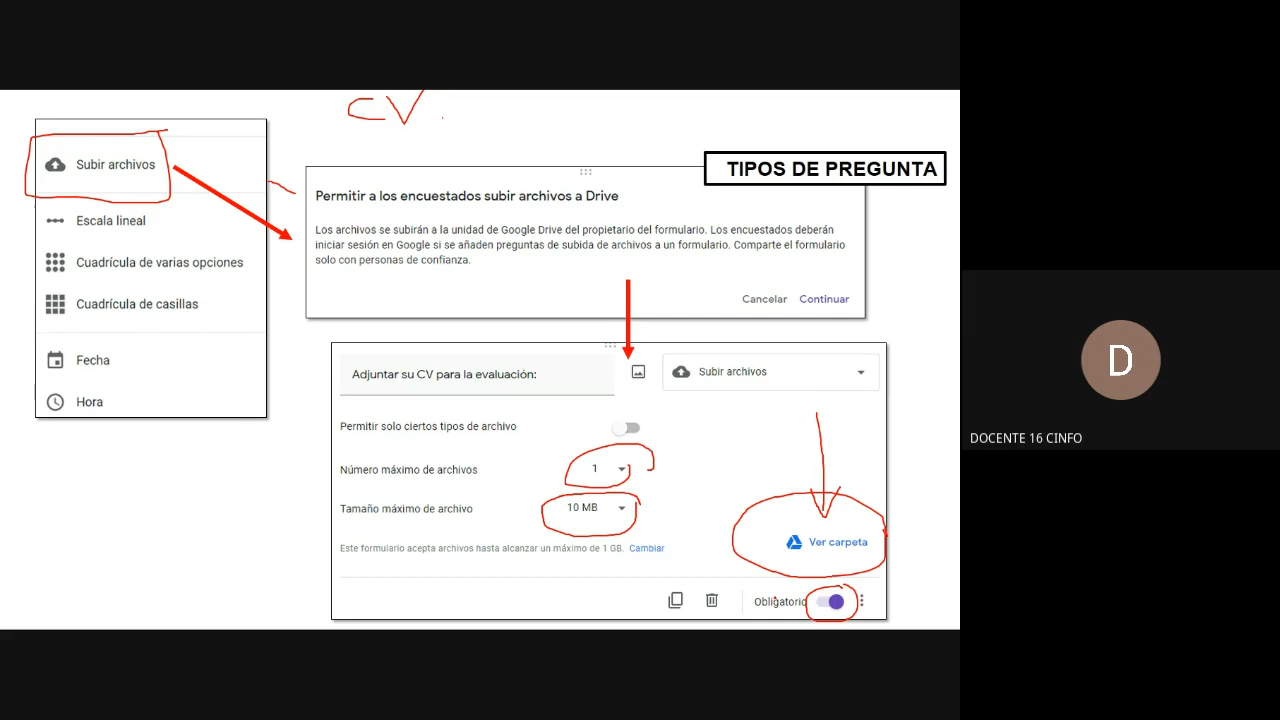 CV
TIPOS DE PREGUNTA
Subir archivos
Escala lineal
Cuadrícula de varias opciones
Cuadrícula de casillas
Fecha
Hora
Permitir a los encuestados subir archivos a Drive
Los archivos se subirán a la unidad de Google Drive del propietario del formulario. Los encuestados deberán
iniciar sesión en Google si se añaden preguntas de subida de archivos a un formulario. Comparte el formulario
solo con personas de confianza.
Cancelar Continuar
Adjuntar su CV para la evaluación:
Subir archivos
Permitir solo ciertos tipos de archivo
Número máximo de archivos 1
Tamaño máximo de archivo 10 MB
Ver carpeta
Este formulario acepta archivos hasta alcanzar un máximo de 1 GB. Cambiar
Obligatorio
D
DOCENTE 16 CINFO